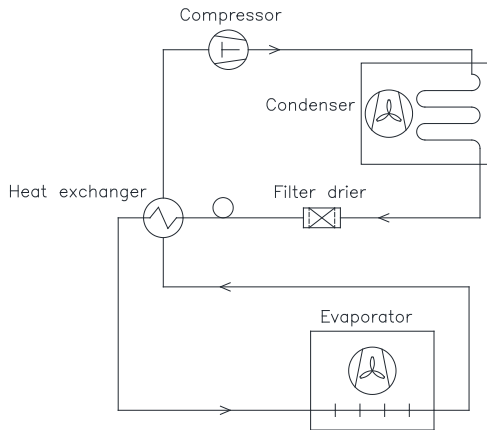 Compressor
Condenser
Heat exchanger
Filter drier
Evaporator